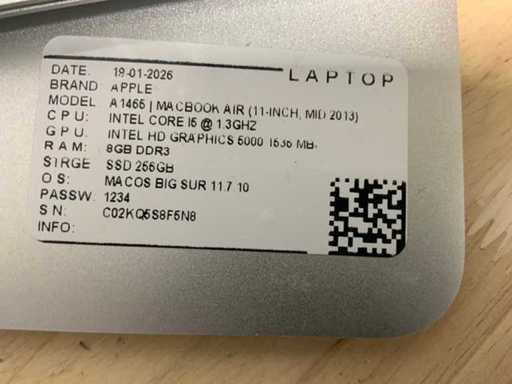 LAPTOP
DATE: 19-01-2026
BRAND APPLE
MODEL A1465 | MACBOOK AIR (11-INCH, MID 2013)
CPU: INTEL CORE I5 @ 1.3GHZ
GPU: INTEL HD GRAPHICS 5000 1536 MB
RAM: 8GB DDR3
STRGE SSD 256GB
OS: MACOS BIG SUR 11.7.10
PASSW: 1234
SN: C02KQ5S8F5N8
INFO: